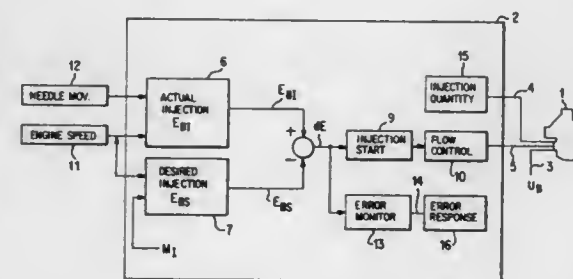 2
12
NEEDLE MOV.
ENGINE SPEED
11
6
ACTUAL INJECTION
E_BI
E_BI
+
−
dE
DESIRED INJECTION
E_BS
E_BS
7
M_I
15
INJECTION QUANTITY
4
1
9
INJECTION START
FLOW CONTROL
10
5
3
U_B
ERROR MONITOR
13
14
ERROR RESPONSE
16